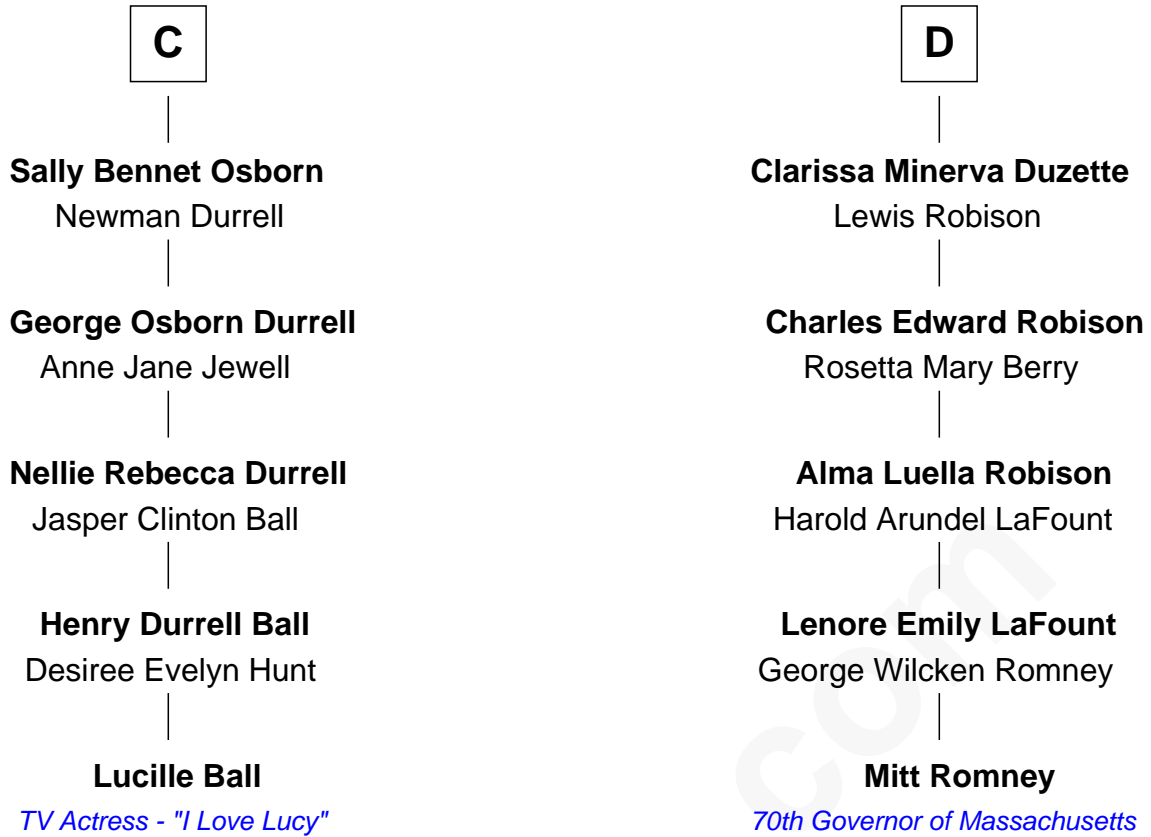 C
Sally Bennet Osborn
Newman Durrell
George Osborn Durrell
Anne Jane Jewell
Nellie Rebecca Durrell
Jasper Clinton Ball
Henry Durrell Ball
Desiree Evelyn Hunt
Lucille Ball
TV Actress - "I Love Lucy"
D
Clarissa Minerva Duzette
Lewis Robison
Charles Edward Robison
Rosetta Mary Berry
Alma Luella Robison
Harold Arundel LaFount
Lenore Emily LaFount
George Wilcken Romney
Mitt Romney
70th Governor of Massachusetts
com